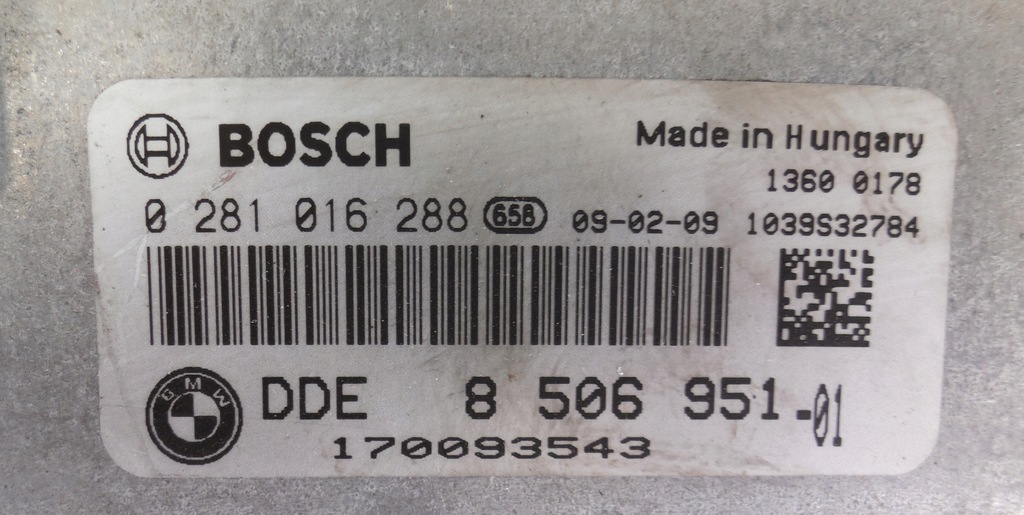 BOSCH Made in Hungary
1360 0178
0 281 016 288 658 09-02-09 1039S32784
BMW DDE 8 506 951-01
170093543